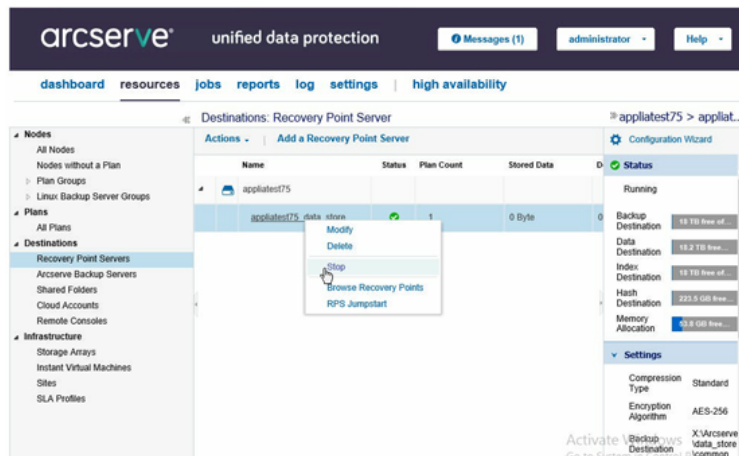 arcserve® unified data protection Messages (1) administrator Help
dashboard resources jobs reports log settings | high availability
Destinations: Recovery Point Server
appliatest75 > appliat...
Actions | Add a Recovery Point Server
Configuration Wizard
Nodes
All Nodes
Nodes without a Plan
Plan Groups
Linux Backup Server Groups
Plans
All Plans
Destinations
Recovery Point Servers
Arcserve Backup Servers
Shared Folders
Cloud Accounts
Remote Consoles
Infrastructure
Storage Arrays
Instant Virtual Machines
Sites
SLA Profiles
Name Status Plan Count Stored Data D
appliatest75
appliatest75_data_store 1 0 Byte 0
Modify
Delete
Stop
Browse Recovery Points
RPS Jumpstart
Status
Running
Backup Destination 18 TB free of...
Data Destination 18.2 TB free...
Index Destination 18 TB free of...
Hash Destination 223.5 GB free...
Memory Allocation 53.8 GB free...
Settings
Compression Type Standard
Encryption Algorithm AES-256
Backup Destination X:\Arcserve\data_store\common
Activate Windows